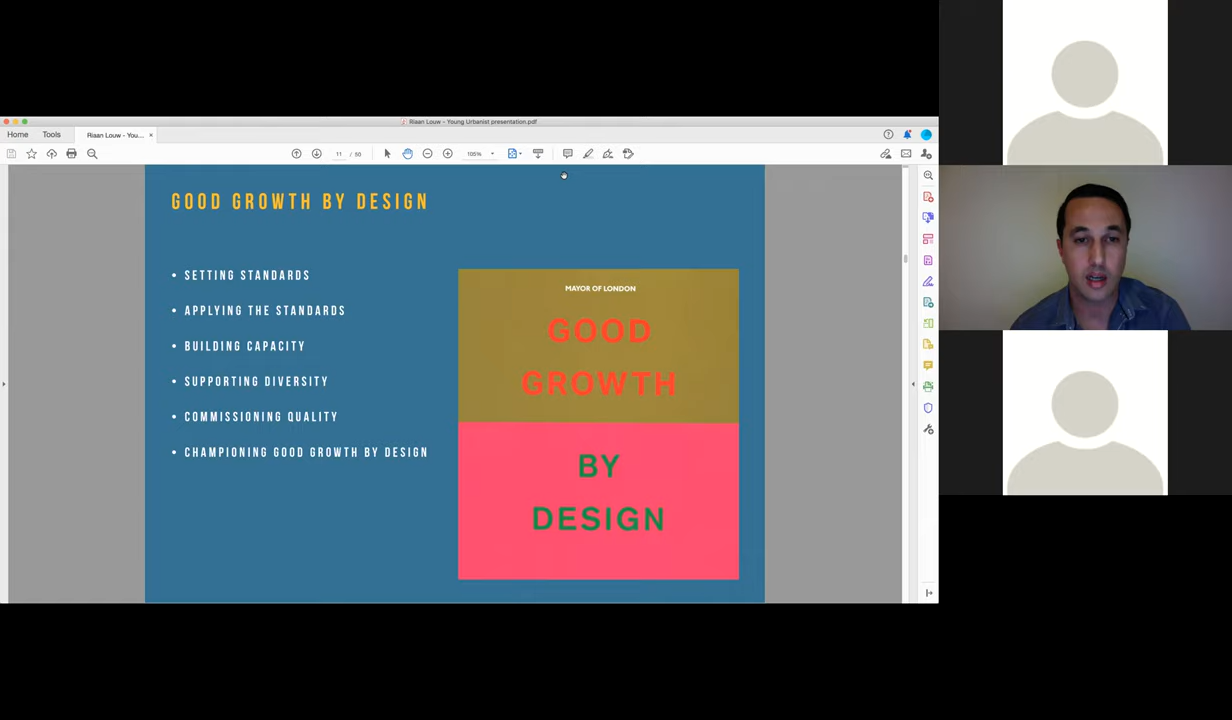 Riaan Louw - Young Urbanist presentation.pdf
Home
Tools
Riaan Louw - You... ×
11 / 50
105%
GOOD GROWTH BY DESIGN
• SETTING STANDARDS
• APPLYING THE STANDARDS
• BUILDING CAPACITY
• SUPPORTING DIVERSITY
• COMMISSIONING QUALITY
• CHAMPIONING GOOD GROWTH BY DESIGN
MAYOR OF LONDON
GOOD
GROWTH
BY
DESIGN